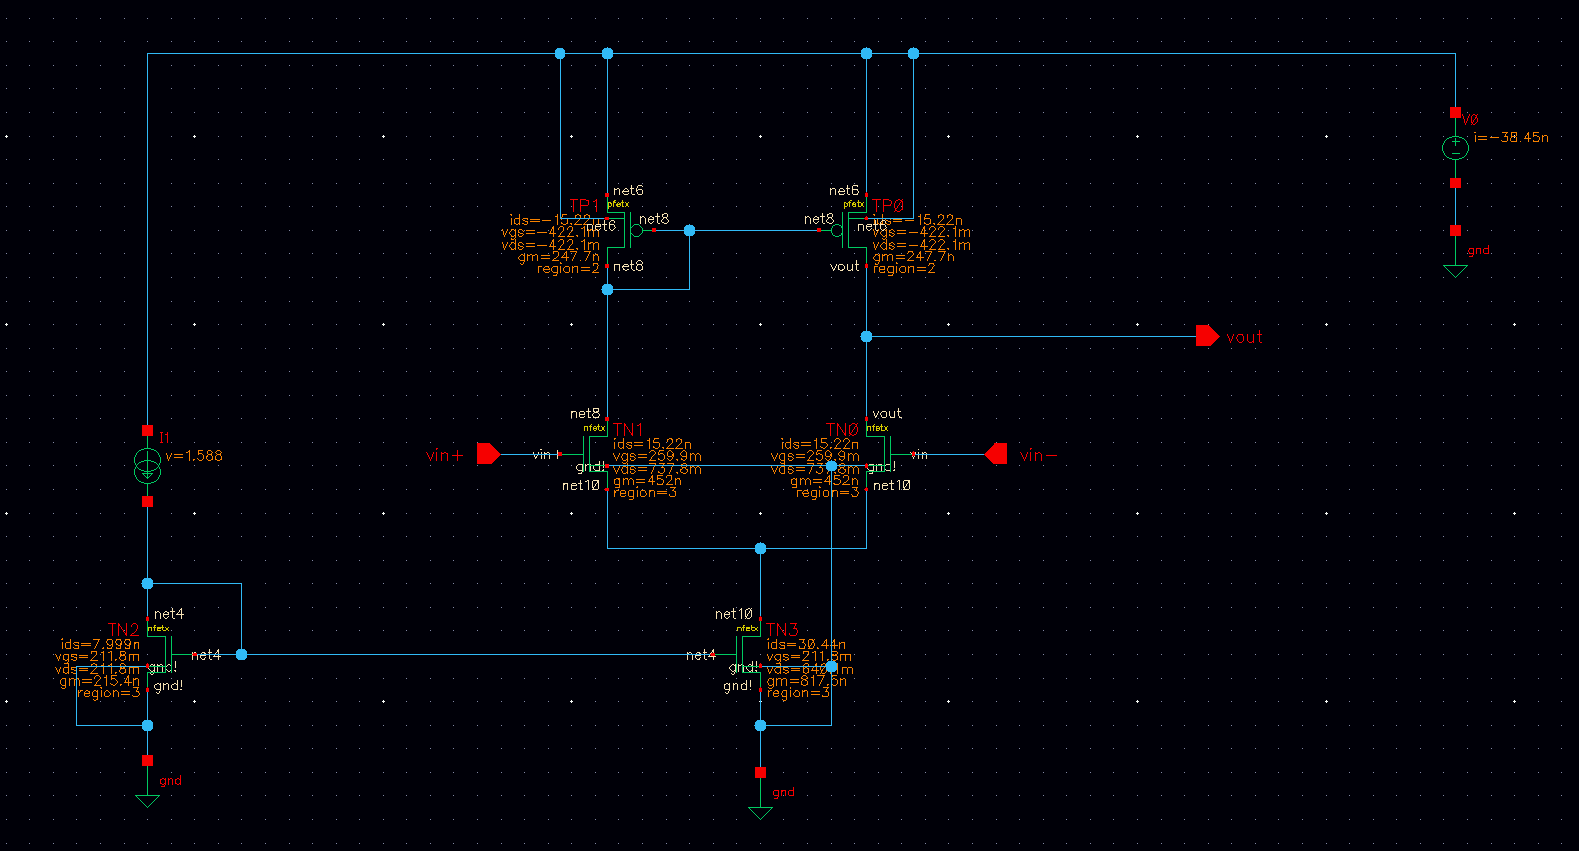 V0
i=-38.45n
gnd
net6
pfetx
TP1
ids=-15.22n
net6
vgs=-422.1m
vds=-422.1m
gm=247.7n
region=2
net8
net8
net6
pfetx
TP0
net8
ids=-15.22n
net6
vgs=-422.1m
vds=-422.1m
gm=247.7n
region=2
vout
vout
net8
TN1
nfetx
vin+
vin+
ids=15.22n
vgs=259.9m
gnd!
vds=737.8m
gm=452n
region=3
net10
vout
TN0
nfetx
ids=15.22n
vgs=259.9m
vds=737.8m
gm=452n
region=3
gnd!
net10
vin
vin-
I1
v=1.588
net4
TN2
nfetx
ids=7.999n
vgs=211.8m
vds=211.8m
gm=215.4n
region=3
gnd!
gnd!
net4
gnd
net10
TN3
nfetx
net4
ids=30.44n
vgs=211.8m
gnd!
gm=817.6n
region=3
gnd!
gnd